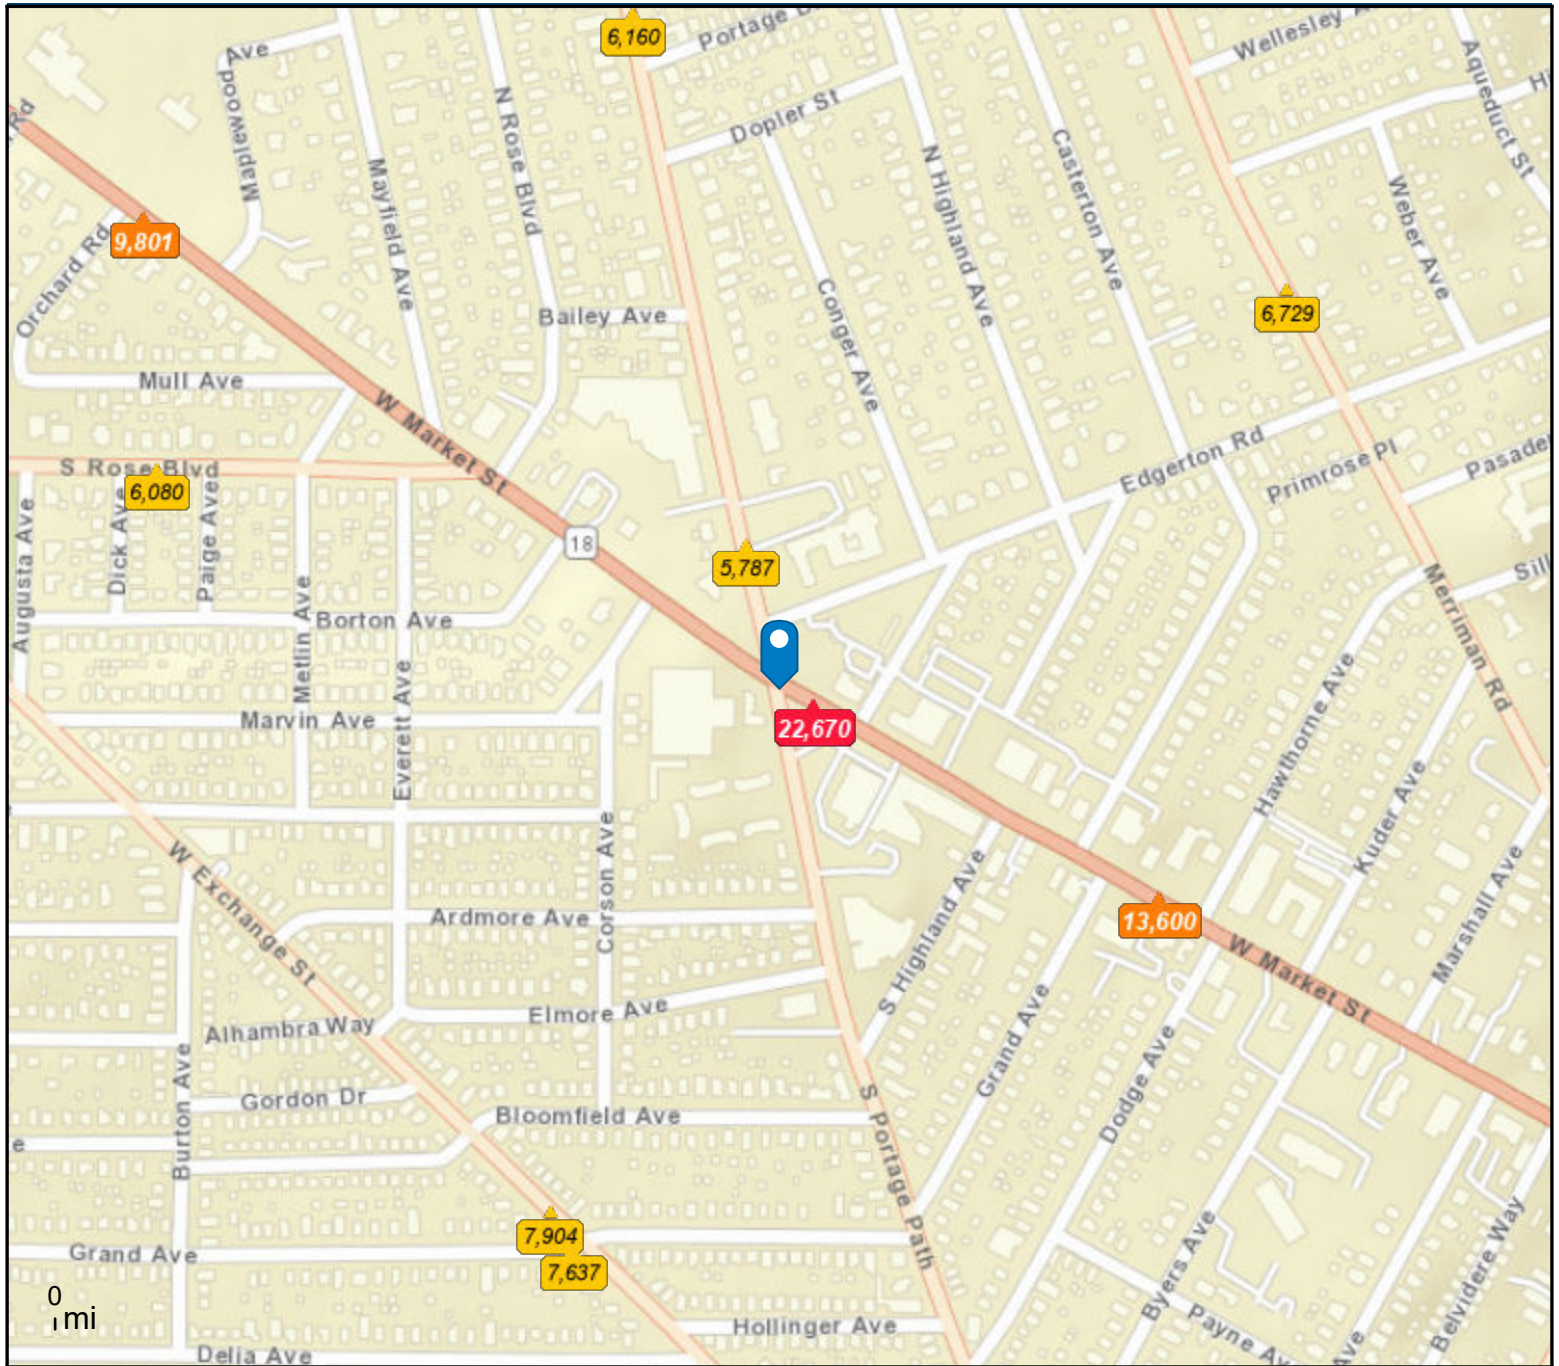 6,160
Portage
Wellesley
Ave
Aqueduct St
Hi
Rd
Maplewood
N Rose Blvd
Dopler St
Mayfield Ave
N Highland Ave
Casterton Ave
Weber Ave
9,801
Orchard Rd
Conger Ave
6,729
Bailey Ave
Mull Ave
W Market St
Edgerton Rd
Primrose Pl
Pasade
S Rose Blvd
6,080
Augusta Ave
Dick Ave
Paige Ave
18
5,787
Merriman Rd
Sill
Metlin Ave
Borton Ave
Everett Ave
Marvin Ave
22,670
Hawthorne Ave
Kuder Ave
W Exchange St
Corson Ave
Ardmore Ave
S Highland Ave
13,600
W Market St
Marshall Ave
Elmore Ave
Alhambra Way
Grand Ave
Dodge Ave
Burton Ave
Gordon Dr
Bloomfield Ave
S Portage Path
e
7,904
7,637
Grand Ave
Byers Ave
Belvidere Way
0
mi
Hollinger Ave
Payne Av
Ave
Delia Ave